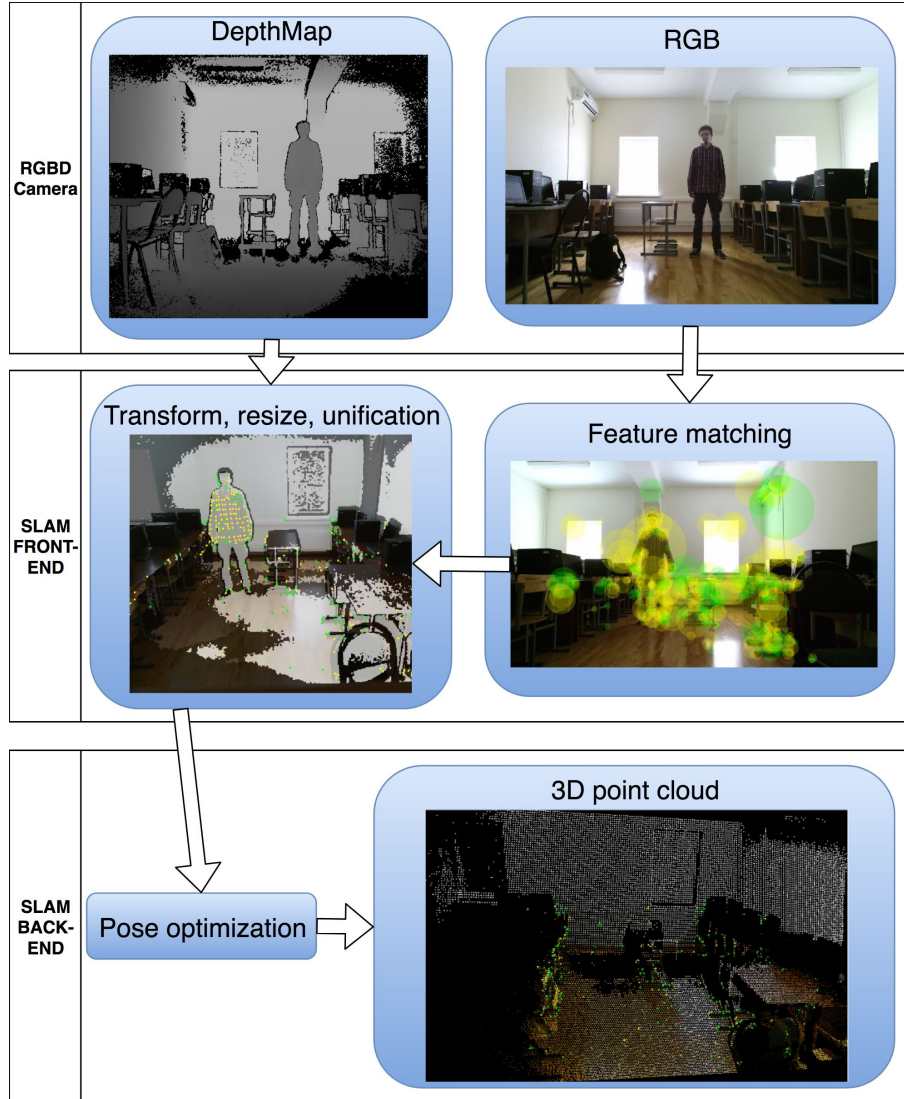 DepthMap
RGB
RGBD
Camera
Transform, resize, unification
Feature matching
SLAM
FRONT-
END
3D point cloud
SLAM
BACK-
END
Pose optimization